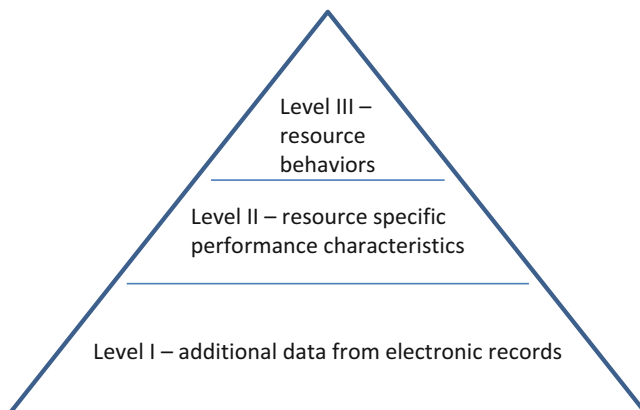 Level III –
resource
behaviors
Level II – resource specific
performance characteristics
Level I – additional data from electronic records